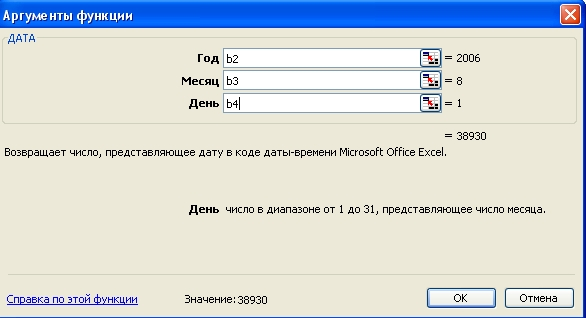 Аргументы функции
ДАТА
Год b2 = 2006
Месяц b3 = 8
День b4 = 1
= 38930
Возвращает число, представляющее дату в коде даты-времени Microsoft Office Excel.
День число в диапазоне от 1 до 31, представляющее число месяца.
Справка по этой функции Значение: 38930 ОК Отмена